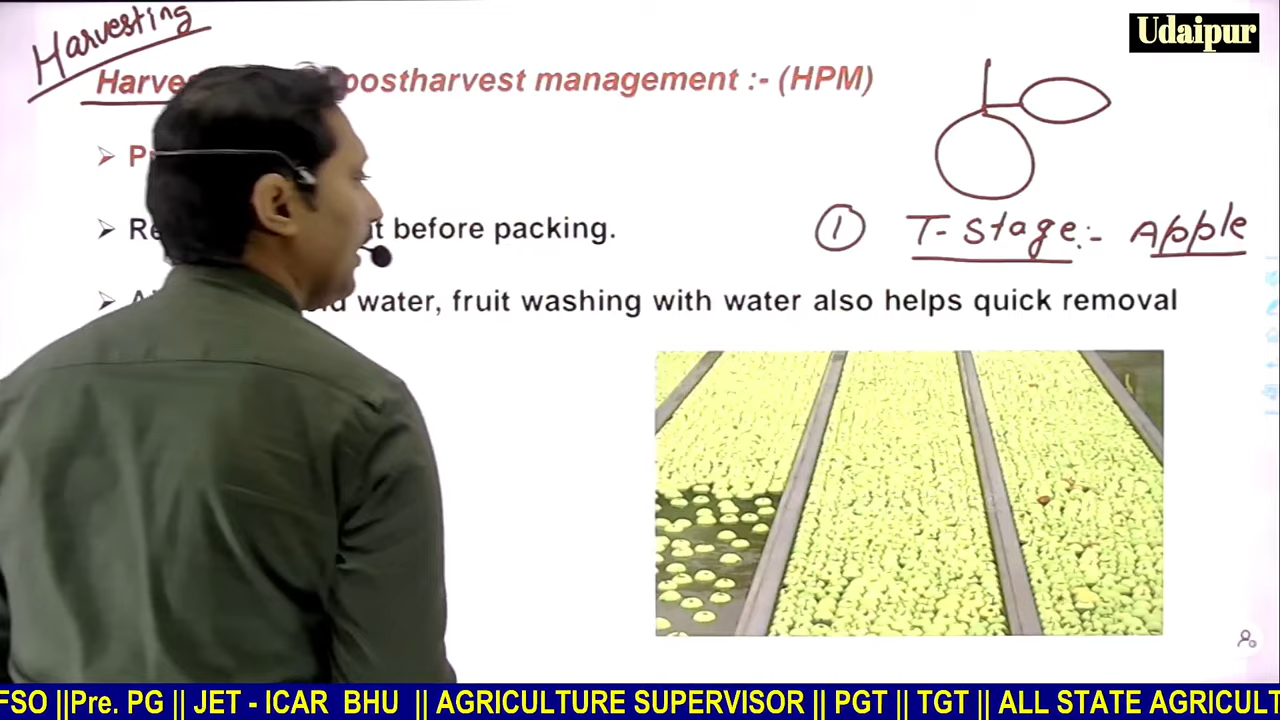 Harvesting
Udaipur
Harve postharvest management :- (HPM)
before packing.
① T-Stage:- Apple
water, fruit washing with water also helps quick removal
FSO ||Pre. PG || JET - ICAR BHU || AGRICULTURE SUPERVISOR || PGT || TGT || ALL STATE AGRICULT